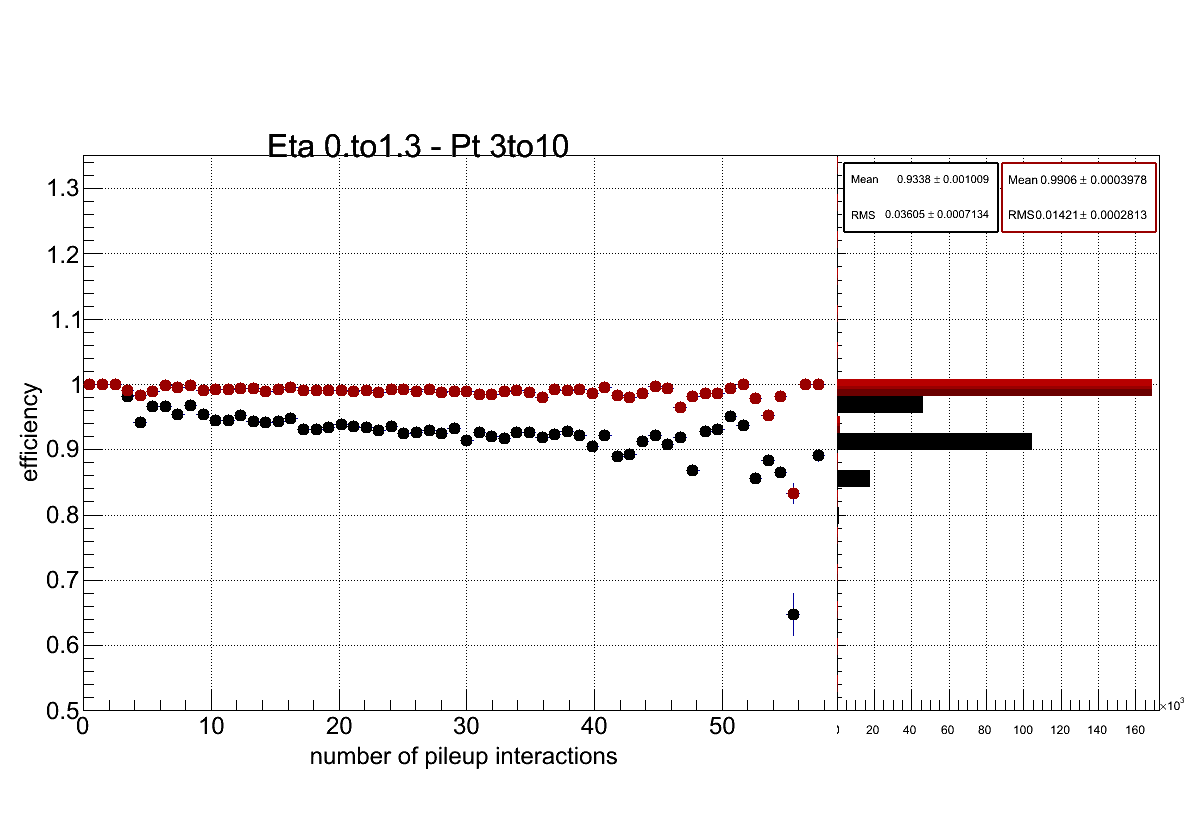 Eta 0.to1.3 - Pt 3to10
Mean 0.9338 ± 0.001009
RMS 0.03605 ± 0.0007134
Mean 0.9906 ± 0.0003978
RMS 0.01421 ± 0.0002813
efficiency
1.3
1.2
1.1
1
0.9
0.8
0.7
0.6
0.5
0 10 20 30 40 50
number of pileup interactions
20 40 60 80 100 120 140 160
×10³